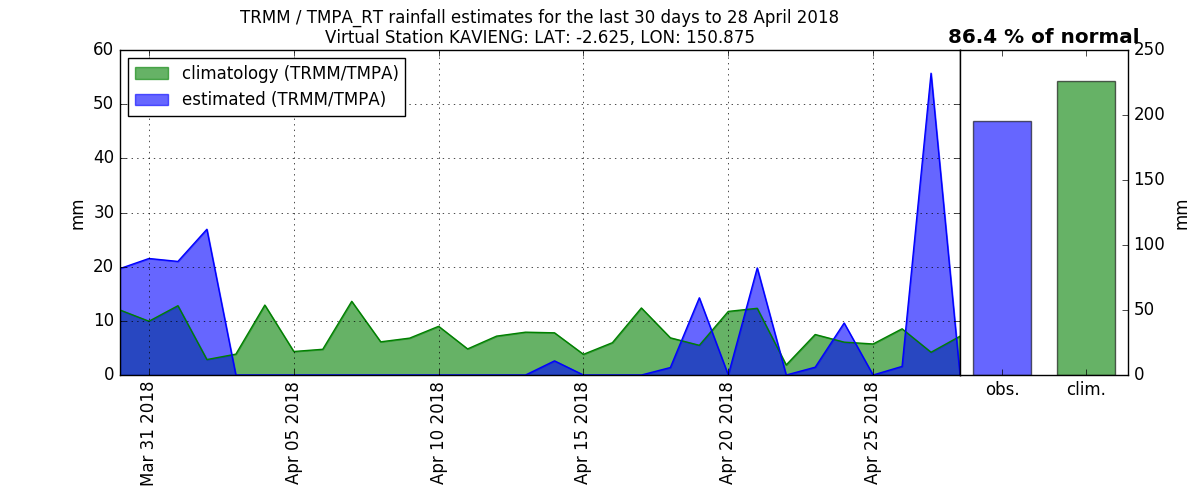 TRMM / TMPA_RT rainfall estimates for the last 30 days to 28 April 2018
Virtual Station KAVIENG: LAT: -2.625, LON: 150.875
86.4 % of normal
climatology (TRMM/TMPA)
estimated (TRMM/TMPA)
mm
60
50
40
30
20
10
0
Mar 31 2018
Apr 05 2018
Apr 10 2018
Apr 15 2018
Apr 20 2018
Apr 25 2018
obs.
clim.
250
200
150
100
50
0
mm